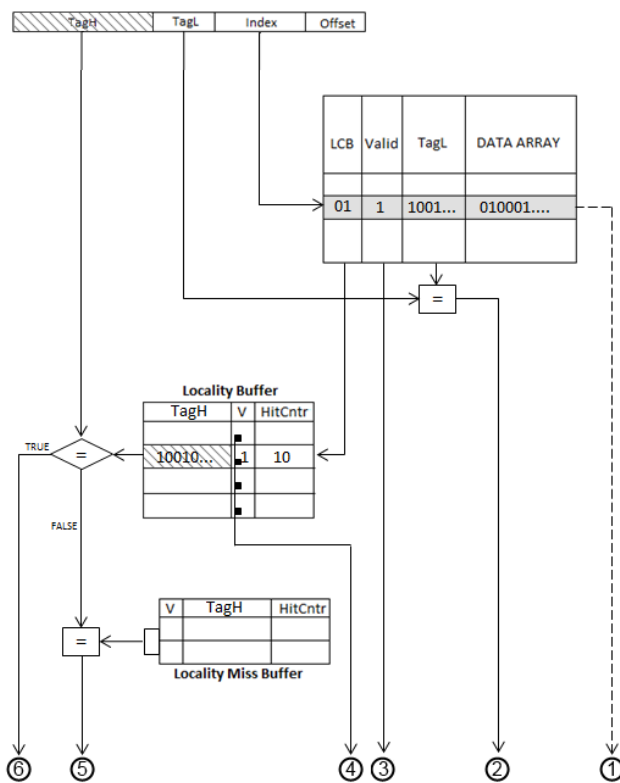 TagH TagL Index Offset
LCB Valid TagL DATA ARRAY
01 1 1001... 010001....
=
Locality Buffer
TagH V HitCntr
TRUE
= 10010... 1 10
FALSE
V TagH HitCntr
=
Locality Miss Buffer
6 5 4 3 2 1